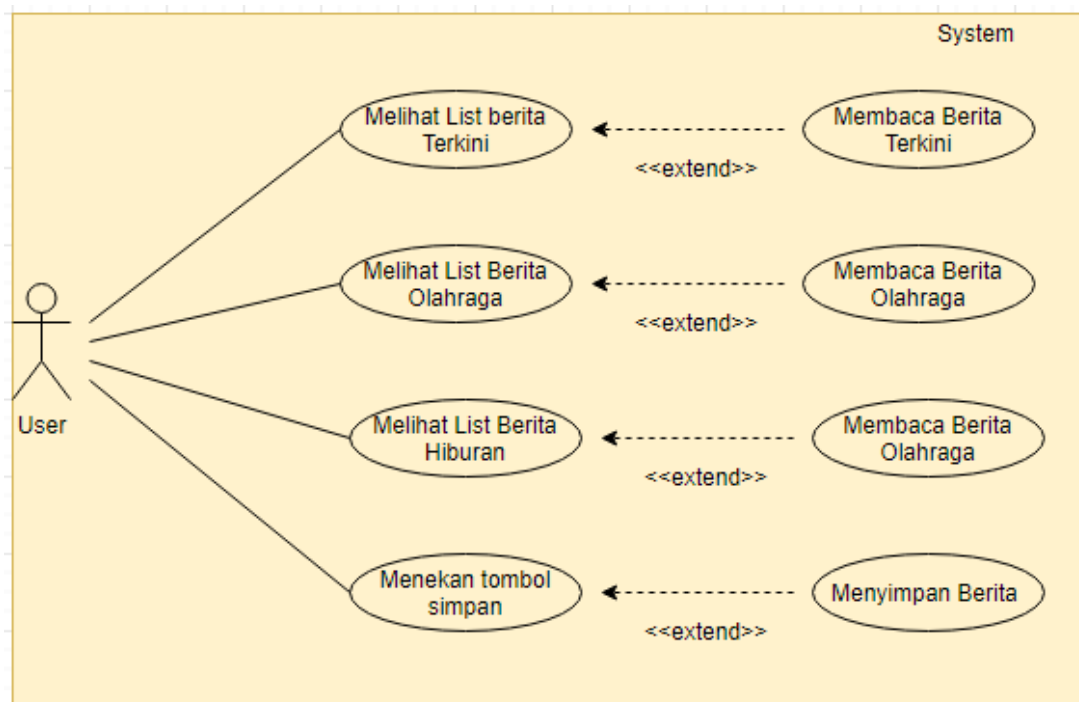 System
Melihat List berita
Terkini
Membaca Berita
Terkini
<<extend>>
Melihat List Berita
Olahraga
Membaca Berita
Olahraga
<<extend>>
User
Melihat List Berita
Hiburan
Membaca Berita
Olahraga
<<extend>>
Menekan tombol
simpan
Menyimpan Berita
<<extend>>